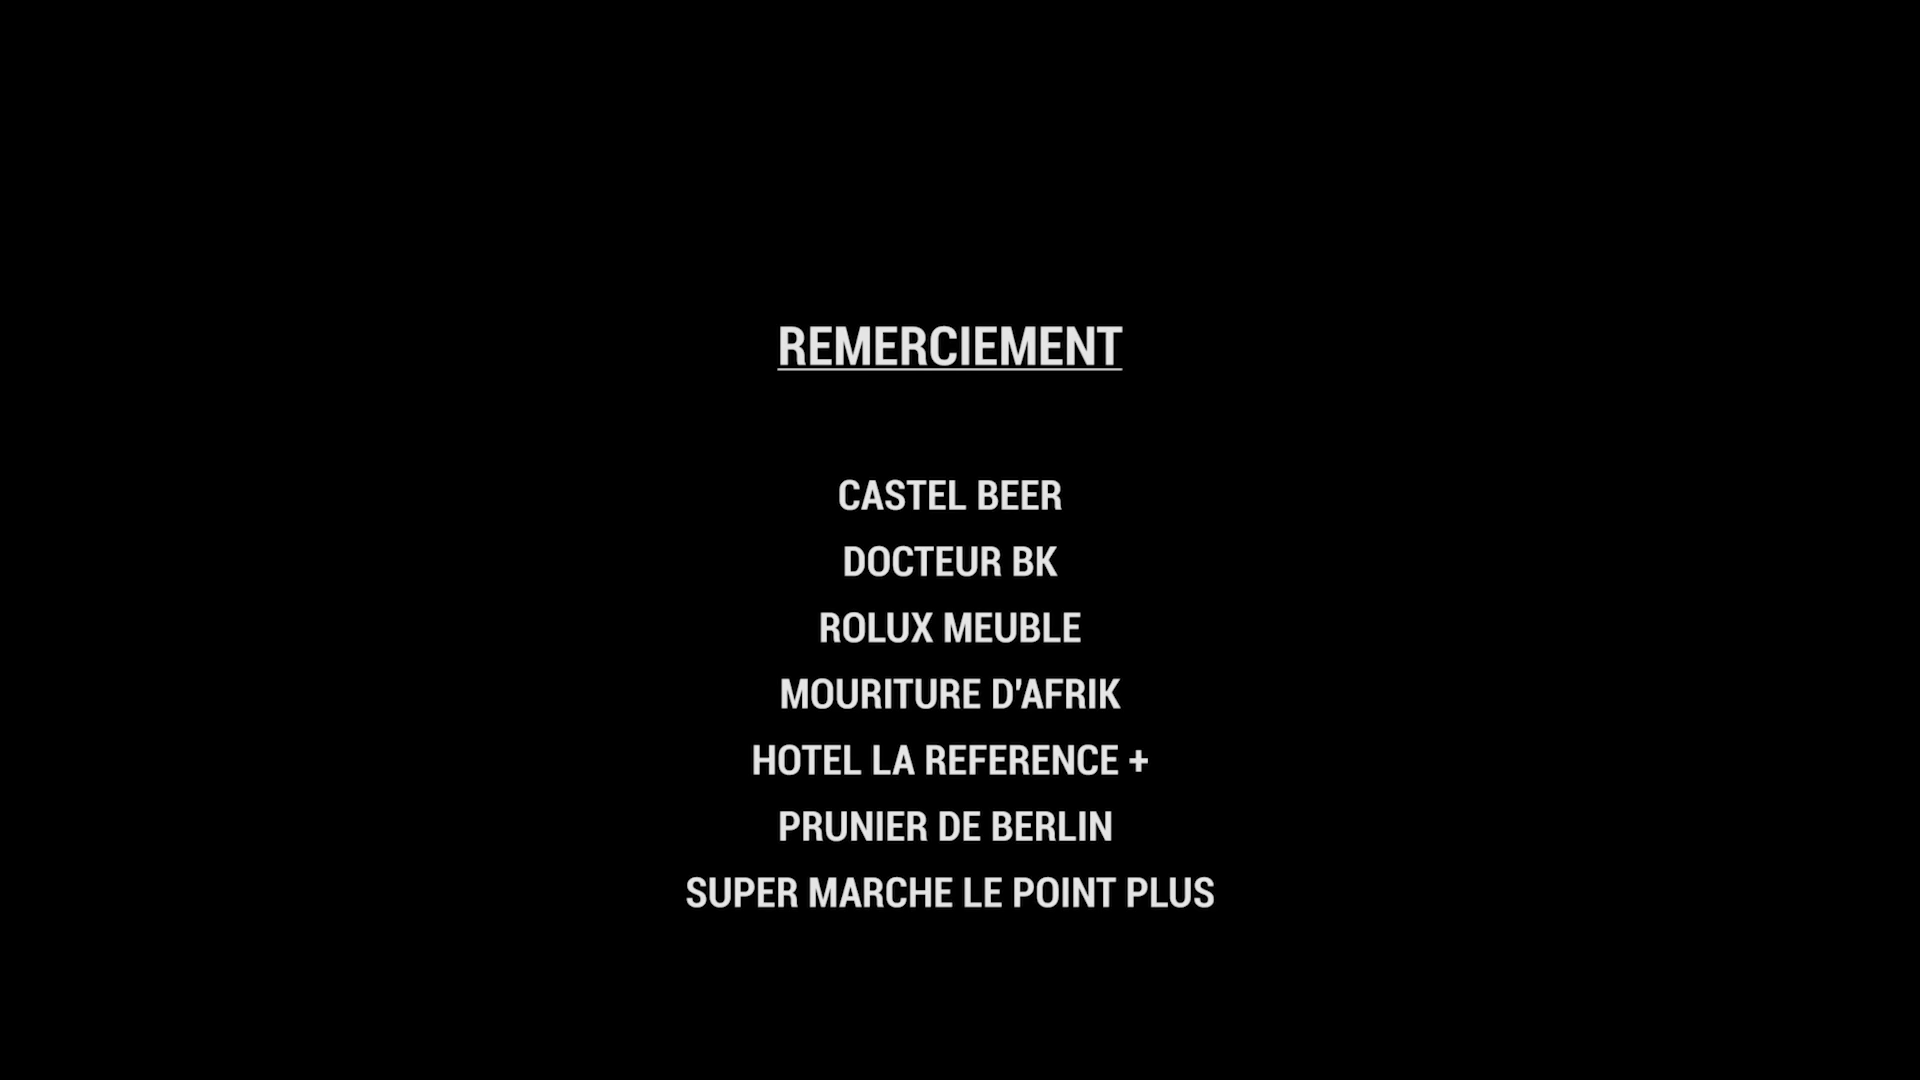 REMERCIEMENT
CASTEL BEER
DOCTEUR BK
ROLUX MEUBLE
MOURITURE D'AFRIK
HOTEL LA REFERENCE +
PRUNIER DE BERLIN
SUPER MARCHE LE POINT PLUS